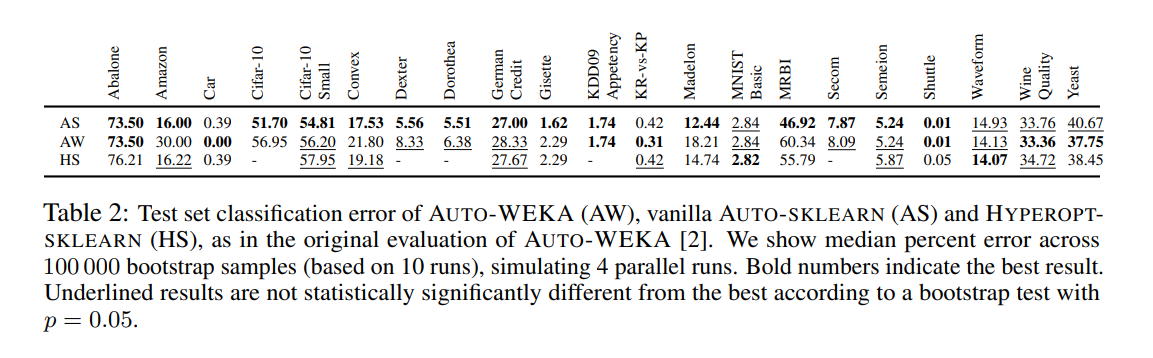 Abalone Amazon Car Cifar-10 Cifar-10 Small Convex Dexter Dorothea German Credit Gisette KDD09 Appetency KR-vs-KP Madelon MNIST Basic MRBI Secom Semeion Shuttle Waveform Wine Quality Yeast
AS 73.50 16.00 0.39 51.70 54.81 17.53 5.56 5.51 27.00 1.62 1.74 0.42 12.44 2.84 46.92 7.87 5.24 0.01 14.93 33.76 40.67
AW 73.50 30.00 0.00 56.95 56.20 21.80 8.33 6.38 28.33 2.29 1.74 0.31 18.21 2.84 60.34 8.09 5.24 0.01 14.13 33.36 37.75
HS 76.21 16.22 0.39 - 57.95 19.18 - - 27.67 2.29 - 0.42 14.74 2.82 55.79 - 5.87 0.05 14.07 34.72 38.45
Table 2: Test set classification error of AUTO-WEKA (AW), vanilla AUTO-SKLEARN (AS) and HYPEROPT-
SKLEARN (HS), as in the original evaluation of AUTO-WEKA [2]. We show median percent error across
100 000 bootstrap samples (based on 10 runs), simulating 4 parallel runs. Bold numbers indicate the best result.
Underlined results are not statistically significantly different from the best according to a bootstrap test with
p = 0.05.